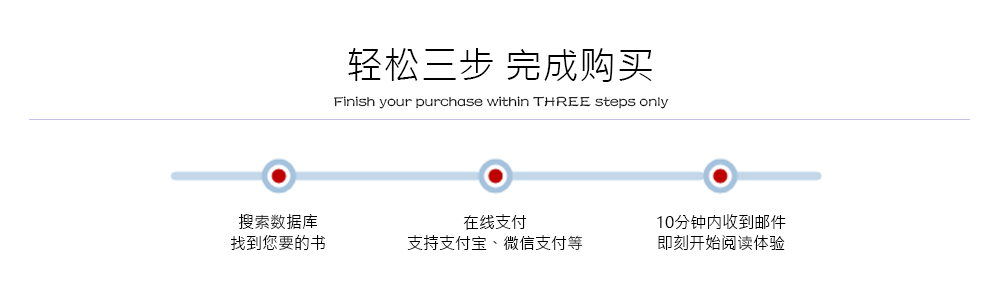 轻松三步 完成购买
Finish your purchase within THREE steps only
搜索数据库
找到您要的书
在线支付
支持支付宝、微信支付等
10分钟内收到邮件
即刻开始阅读体验